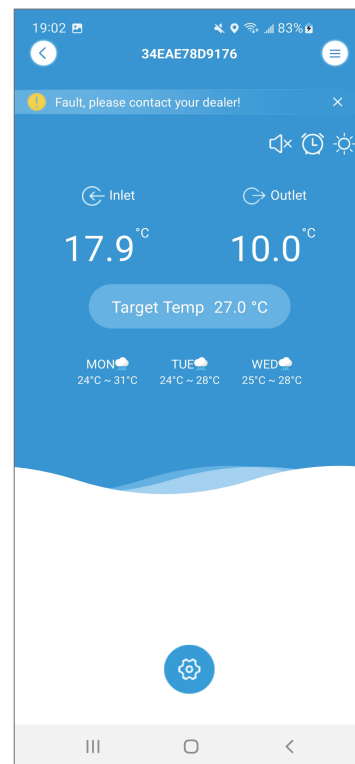 19:02 83%
34EAE78D9176
Fault, please contact your dealer!
Inlet Outlet
17.9°C 10.0°C
Target Temp 27.0 °C
MON TUE WED
24°C ~ 31°C 24°C ~ 28°C 25°C ~ 28°C